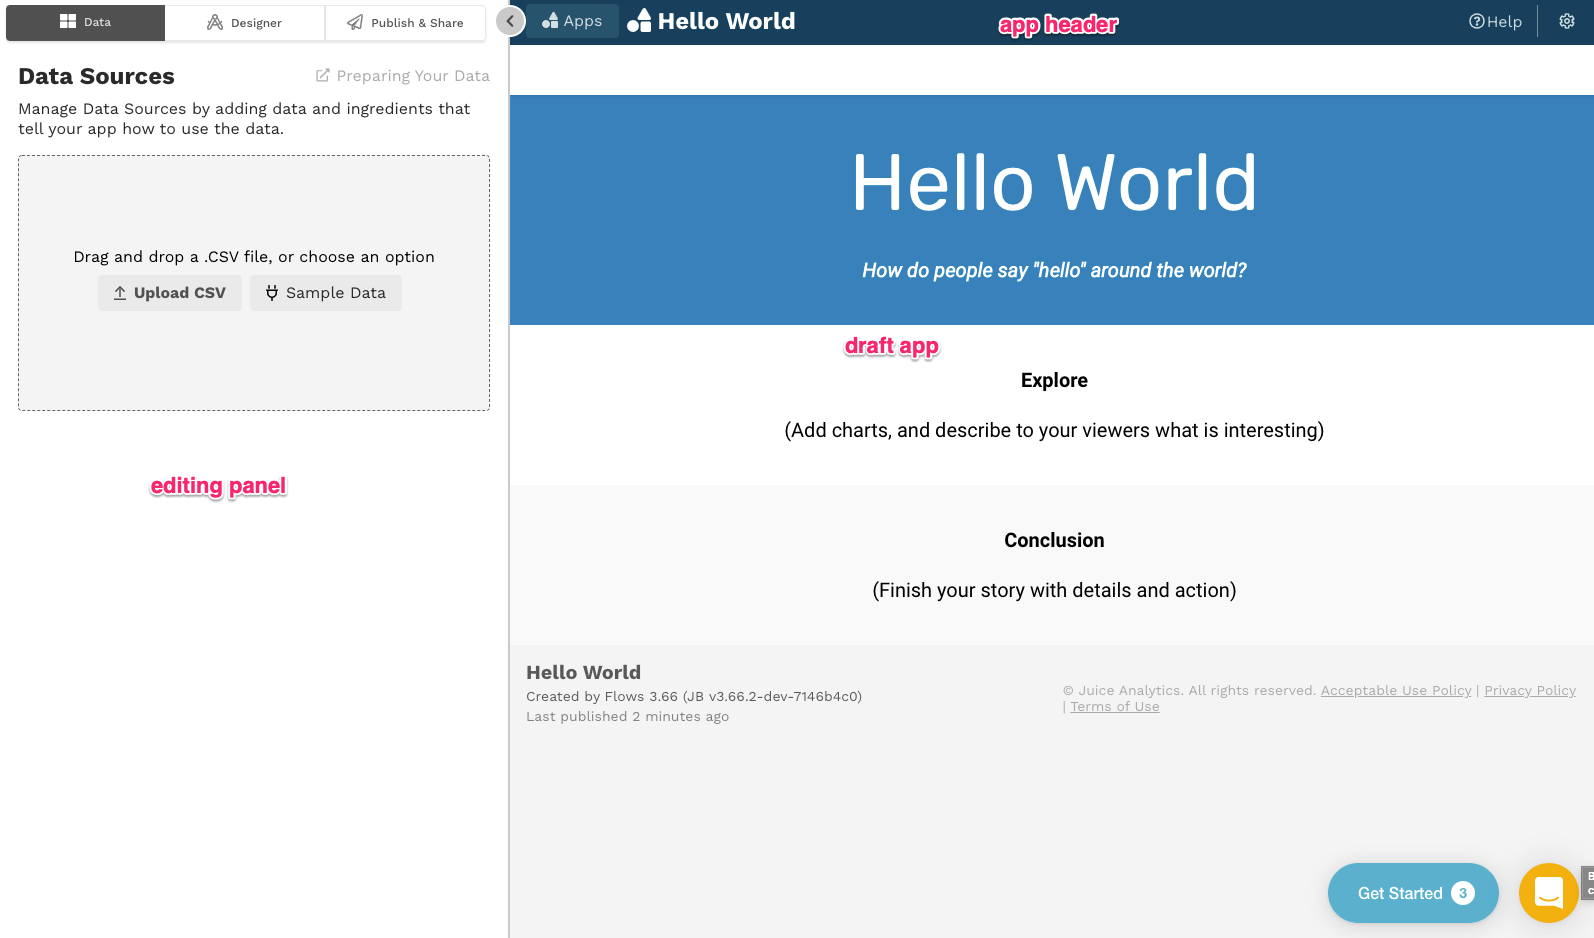 Data
Designer
Publish & Share
Apps
Hello World
app header
Help
Data Sources
Preparing Your Data
Manage Data Sources by adding data and ingredients that
tell your app how to use the data.
Drag and drop a .CSV file, or choose an option
Upload CSV
Sample Data
editing panel
Hello World
How do people say "hello" around the world?
draft app
Explore
(Add charts, and describe to your viewers what is interesting)
Conclusion
(Finish your story with details and action)
Hello World
Created by Flows 3.66 (JB v3.66.2-dev-7146b4c0)
Last published 2 minutes ago
© Juice Analytics. All rights reserved. Acceptable Use Policy | Privacy Policy
| Terms of Use
Get Started 3